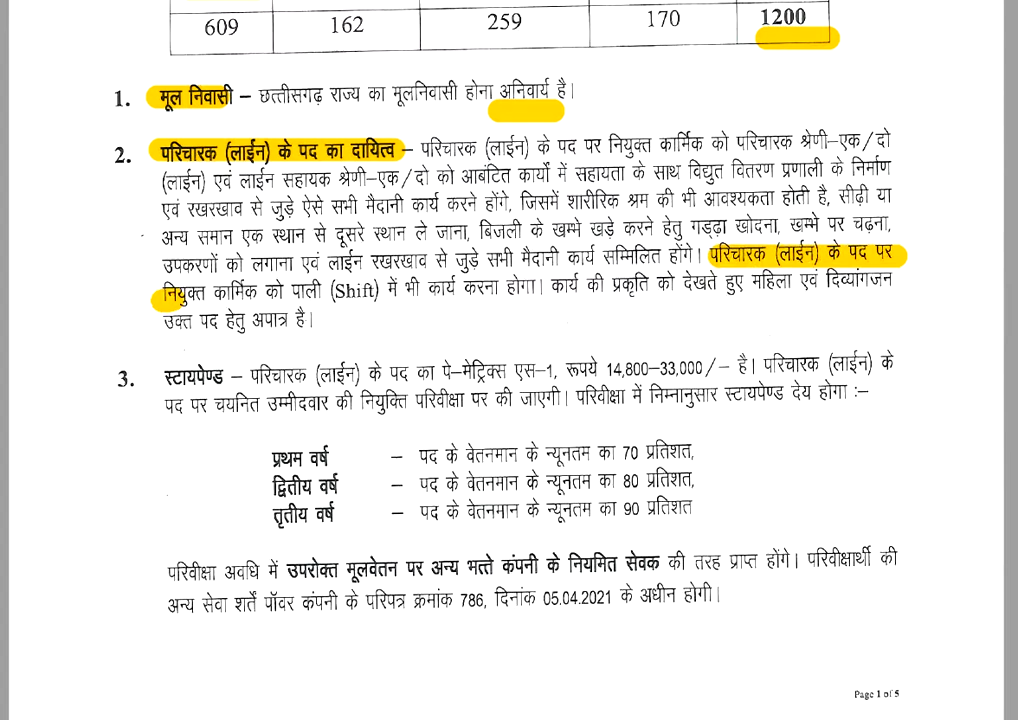 609 162 259 170 1200
1. मूल निवासी – छत्तीसगढ़ राज्य का मूलनिवासी होना अनिवार्य है।
2. परिचारक (लाईन) के पद का दायित्व – परिचारक (लाईन) के पद पर नियुक्त कार्मिक को परिचारक श्रेणी–एक/दो
(लाईन) एवं लाईन सहायक श्रेणी–एक/दो को आबंटित कार्यों में सहायता के साथ विद्युत वितरण प्रणाली के निर्माण
एवं रखरखाव से जुड़े ऐसे सभी मैदानी कार्य करने होंगे, जिसमें शारीरिक श्रम की भी आवश्यकता होती है, सीढ़ी या
अन्य समान एक स्थान से दूसरे स्थान ले जाना, बिजली के खम्भे खड़े करने हेतु गड्ढ़ा खोदना, खम्भे पर चढ़ना,
उपकरणों को लगाना एवं लाईन रखरखाव से जुड़े सभी मैदानी कार्य सम्मिलित होंगे। परिचारक (लाईन) के पद पर
नियुक्त कार्मिक को पाली (Shift) में भी कार्य करना होगा। कार्य की प्रकृति को देखते हुए महिला एवं दिव्यांगजन
उक्त पद हेतु अपात्र है।
3. स्टायपेण्ड – परिचारक (लाईन) के पद का पे–मेट्रिक्स एस–1, रूपये 14,800–33,000/– है। परिचारक (लाईन) के
पद पर चयनित उम्मीदवार की नियुक्ति परिवीक्षा पर की जाएगी। परिवीक्षा में निम्नानुसार स्टायपेण्ड देय होगा :–
प्रथम वर्ष – पद के वेतनमान के न्यूनतम का 70 प्रतिशत,
द्वितीय वर्ष – पद के वेतनमान के न्यूनतम का 80 प्रतिशत,
तृतीय वर्ष – पद के वेतनमान के न्यूनतम का 90 प्रतिशत
परिवीक्षा अवधि में उपरोक्त मूलवेतन पर अन्य भत्ते कंपनी के नियमित सेवक की तरह प्राप्त होंगे। परिवीक्षार्थी की
अन्य सेवा शर्ते पॉवर कंपनी के परिपत्र क्रमांक 786, दिनांक 05.04.2021 के अधीन होगी।
Page 1 of 5